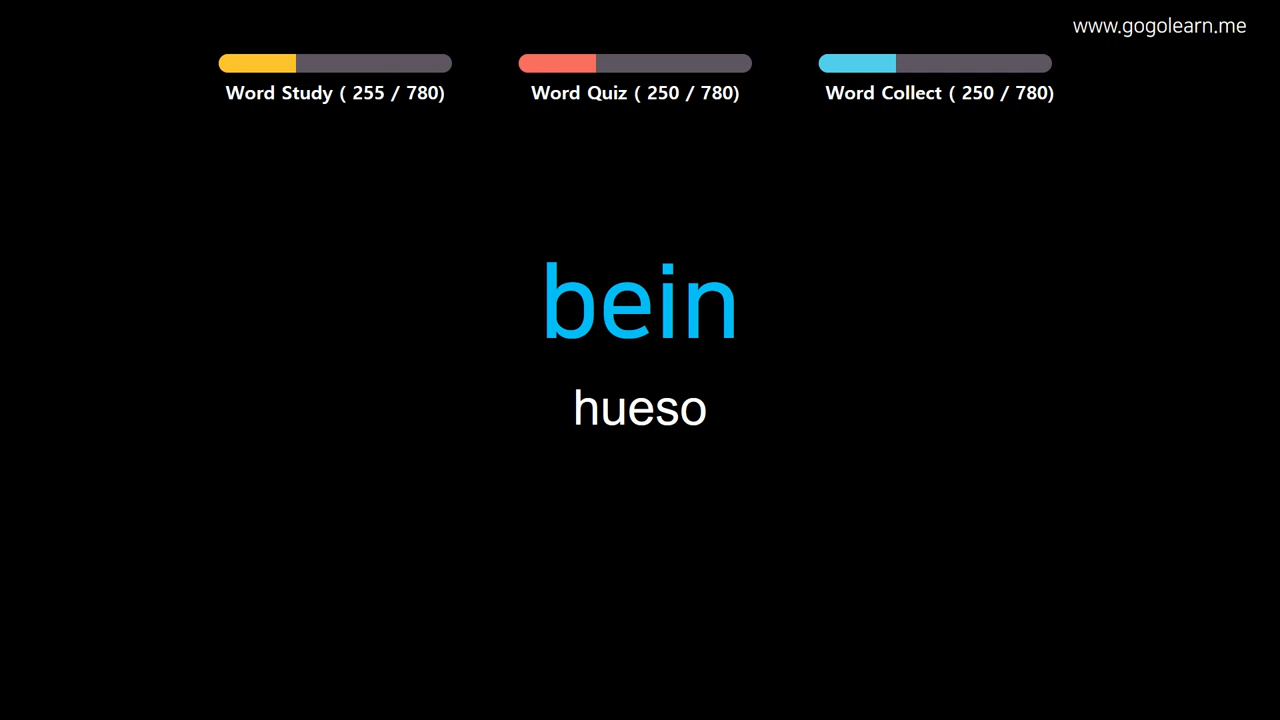 www.gogolearn.me
Word Study ( 255 / 780)
Word Quiz ( 250 / 780)
Word Collect ( 250 / 780)
bein
hueso